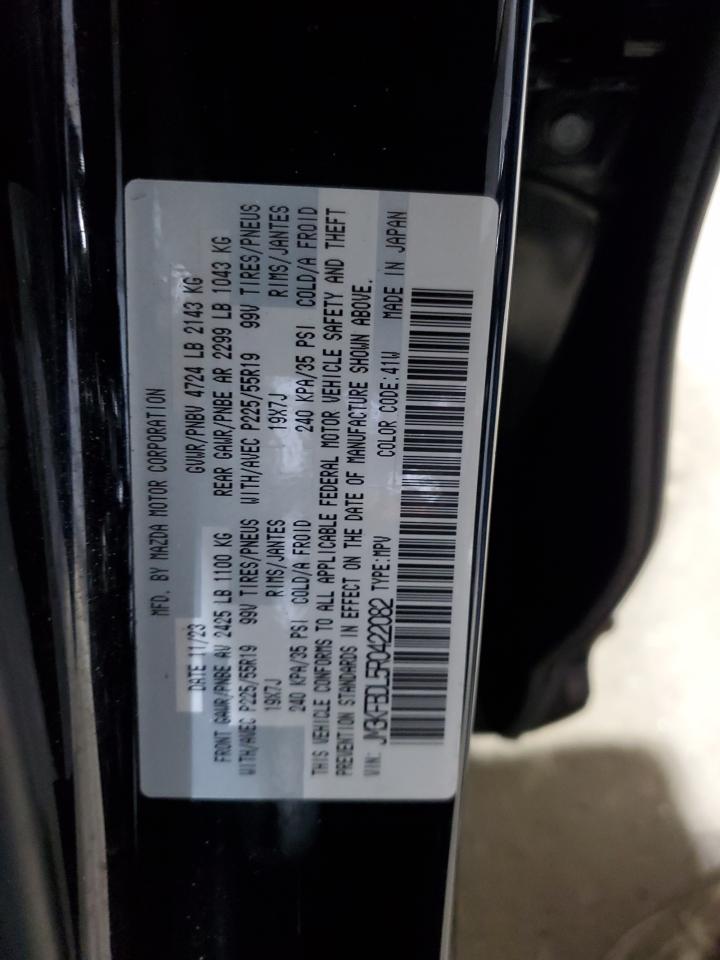 MFD. BY MAZDA MOTOR CORPORATION
DATE 11/23 GVWR/PNBV 4724 LB 2143 KG
FRONT GAWR/PNBE AV 2425 LB 1100 KG REAR GAWR/PNBE AR 2299 LB 1043 KG
WITH/AVEC P225/55R19 99V TIRES/PNEUS WITH/AVEC P225/55R19 99V TIRES/PNEUS
19X7J RIMS/JANTES 19X7J RIMS/JANTES
240 KPA/35 PSI COLD/A FROID 240 KPA/35 PSI COLD/A FROID
THIS VEHICLE CONFORMS TO ALL APPLICABLE FEDERAL MOTOR VEHICLE SAFETY AND THEFT
PREVENTION STANDARDS IN EFFECT ON THE DATE OF MANUFACTURE SHOWN ABOVE.
VIN: JM3KFBDL5R0422082 TYPE:MPV COLOR CODE:41W MADE IN JAPAN